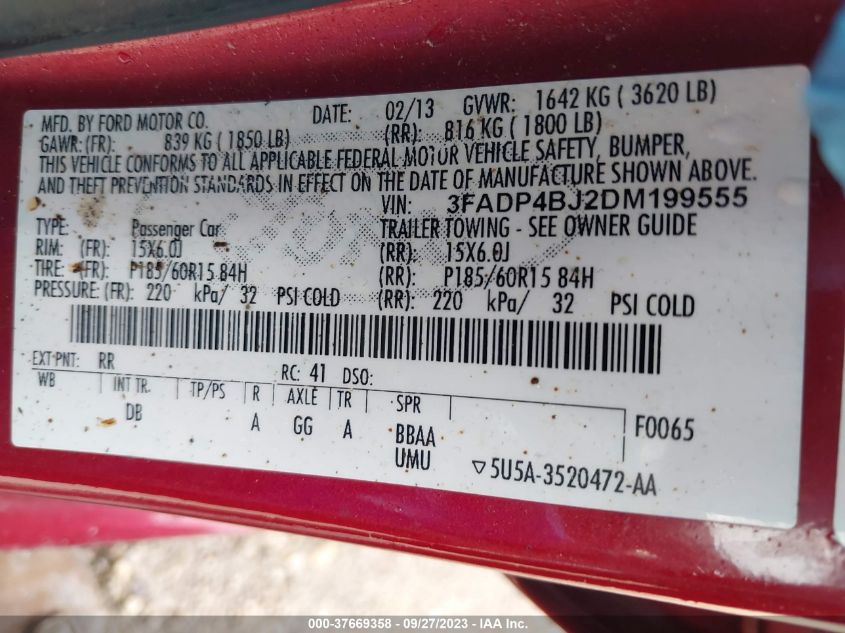 MFD. BY FORD MOTOR CO. DATE: 02/13 GVWR: 1642 KG ( 3620 LB)
GAWR: (FR): 839 KG ( 1850 LB) (RR): 816 KG ( 1800 LB)
THIS VEHICLE CONFORMS TO ALL APPLICABLE FEDERAL MOTOR VEHICLE SAFETY, BUMPER,
AND THEFT PREVENTION STANDARDS IN EFFECT ON THE DATE OF MANUFACTURE SHOWN ABOVE.
VIN: 3FADP4BJ2DM199555
TYPE: Passenger Car TRAILER TOWING - SEE OWNER GUIDE
RIM: (FR): 15X6.0J (RR): 15X6.0J
TIRE: (FR): P185/60R15 84H (RR): P185/60R15 84H
PRESSURE: (FR): 220 kPa/ 32 PSI COLD (RR): 220 kPa/ 32 PSI COLD
EXT PNT: RR RC: 41 DSO:
WB INT TR. TP/PS R AXLE TR SPR
DB A GG A BBAA F0065
UMU ▽5U5A-3520472-AA
000-37669358 - 09/27/2023 - IAA Inc.